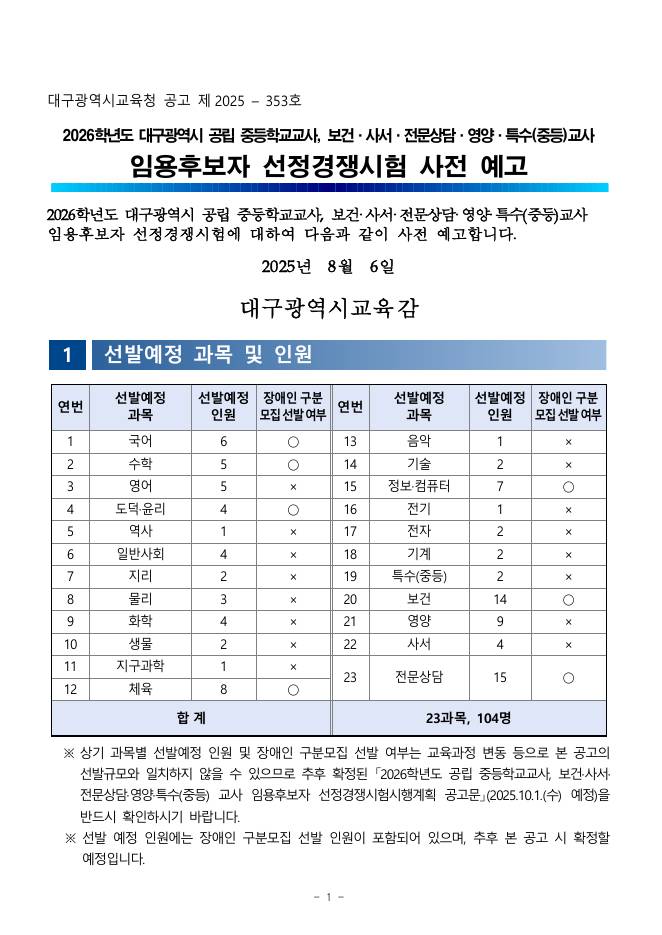 대구광역시교육청 공고 제 2025 – 353호
2026학년도 대구광역시 공립 중등학교교사, 보건·사서·전문상담·영양·특수(중등)교사
임용후보자 선정경쟁시험 사전 예고
2026학년도 대구광역시 공립 중등학교교사, 보건·사서·전문상담·영양·특수(중등)교사
임용후보자 선정경쟁시험에 대하여 다음과 같이 사전 예고합니다.
2025년 8월 6일
대구광역시교육감
1 선발예정 과목 및 인원
연번 선발예정 과목 선발예정 인원 장애인 구분 모집 선발 여부 연번 선발예정 과목 선발예정 인원 장애인 구분 모집 선발 여부
1 국어 6 ○ 13 음악 1 ×
2 수학 5 ○ 14 기술 2 ×
3 영어 5 × 15 정보·컴퓨터 7 ○
4 도덕·윤리 4 ○ 16 전기 1 ×
5 역사 1 × 17 전자 2 ×
6 일반사회 4 × 18 기계 2 ×
7 지리 2 × 19 특수(중등) 2 ×
8 물리 3 × 20 보건 14 ○
9 화학 4 × 21 영양 9 ×
10 생물 2 × 22 사서 4 ×
11 지구과학 1 × 23 전문상담 15 ○
12 체육 8 ○
합 계 23과목, 104명
※ 상기 과목별 선발예정 인원 및 장애인 구분모집 선발 여부는 교육과정 변동 등으로 본 공고의
선발규모와 일치하지 않을 수 있으므로 추후 확정된 「2026학년도 공립 중등학교교사, 보건·사서·
전문상담·영양·특수(중등) 교사 임용후보자 선정경쟁시험시행계획 공고문」(2025.10.1.(수) 예정)을
반드시 확인하시기 바랍니다.
※ 선발 예정 인원에는 장애인 구분모집 선발 인원이 포함되어 있으며, 추후 본 공고 시 확정할
예정입니다.
– 1 –